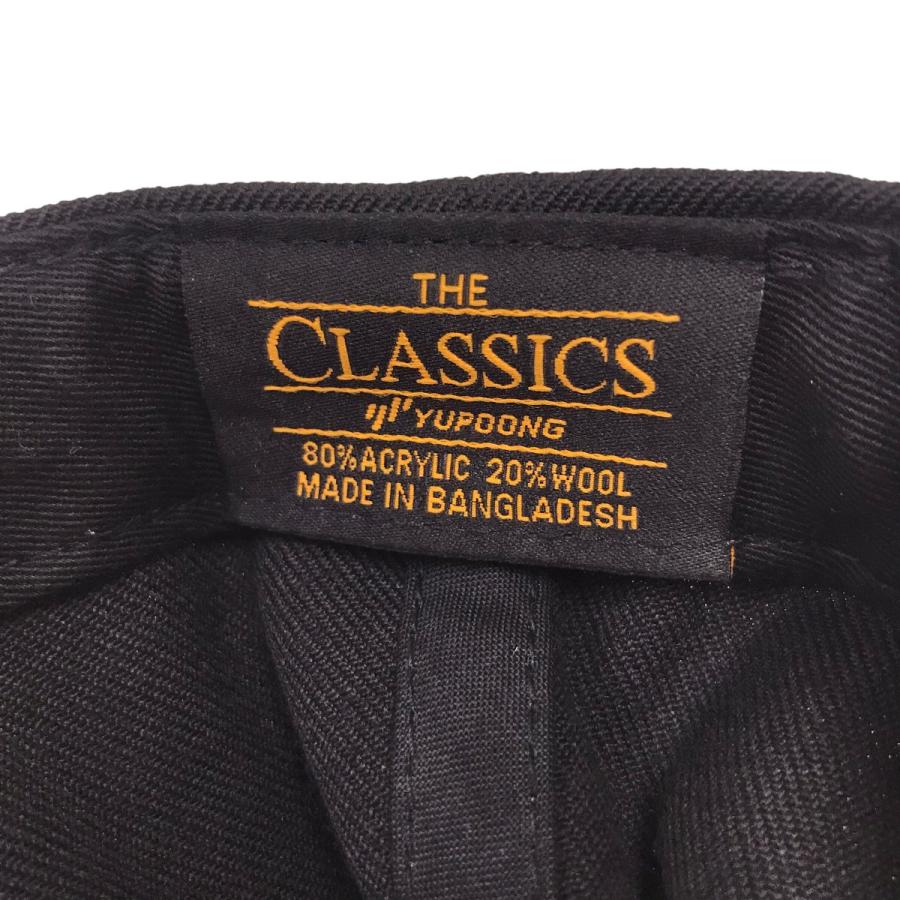 THE
CLASSICS
YUPOONG
80% ACRYLIC 20% WOOL
MADE IN BANGLADESH